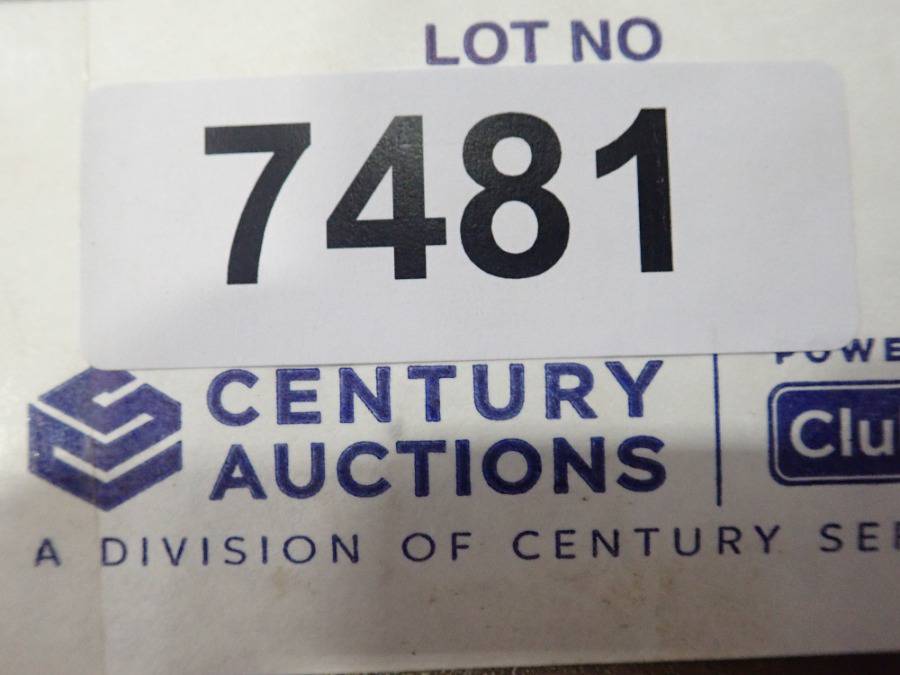 LOT NO
7481
CENTURY
AUCTIONS
A DIVISION OF CENTURY